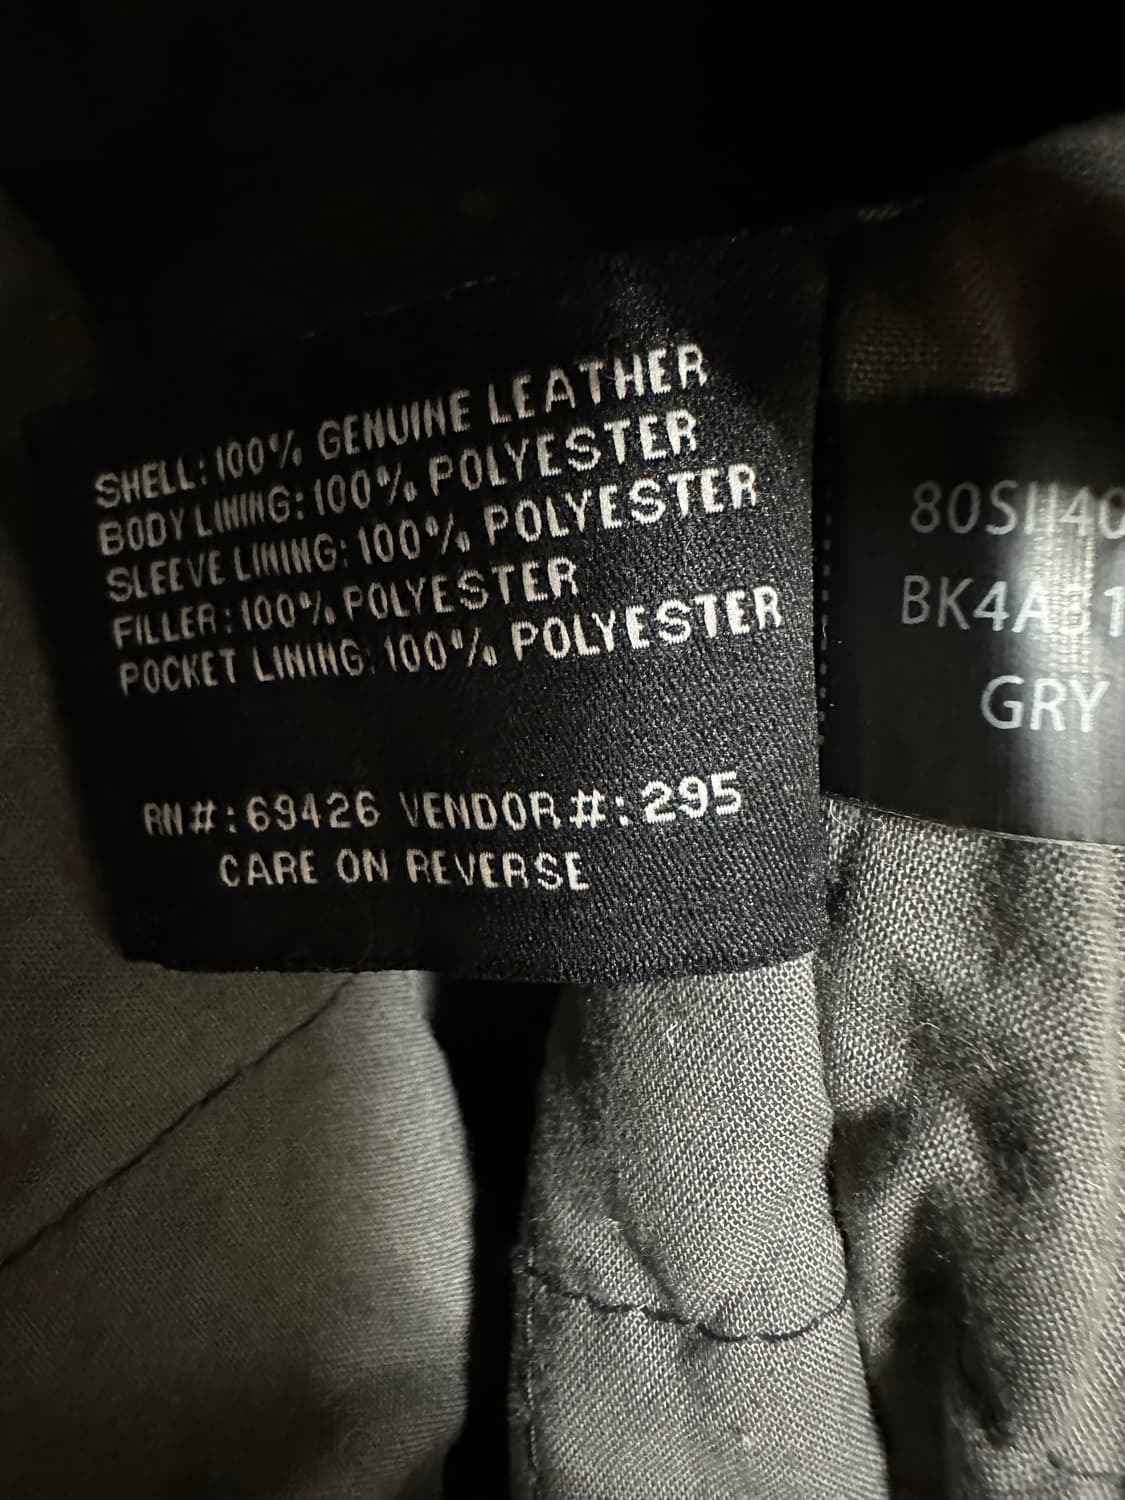 SHELL: 100% GENUINE LEATHER
BODY LINING: 100% POLYESTER
SLEEVE LINING: 100% POLYESTER
FILLER: 100% POLYESTER
POCKET LINING: 100% POLYESTER
RN#: 69426 VENDOR#: 295
CARE ON REVERSE
GRY